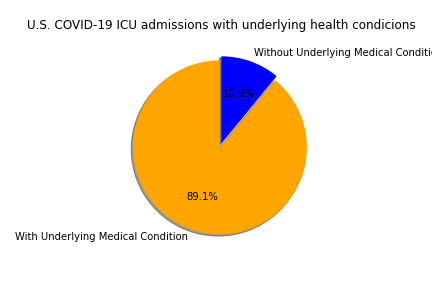 U.S. COVID-19 ICU admissions with underlying health condicions
Without Underlying Medical Conditi
10.9%
89.1%
With Underlying Medical Condition